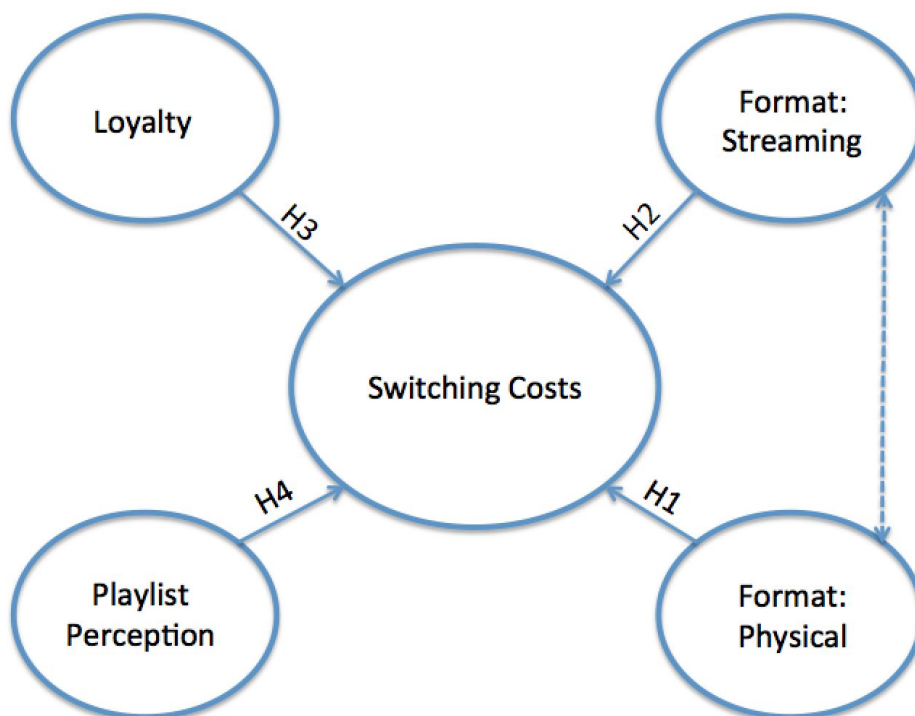 Loyalty
Format:
Streaming
H3
H2
Switching Costs
H4
H1
Playlist
Perception
Format:
Physical